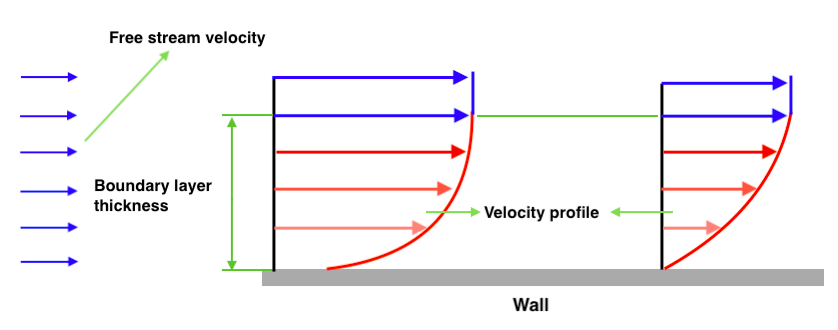 Free stream velocity
Boundary layer
thickness
Velocity profile
Wall